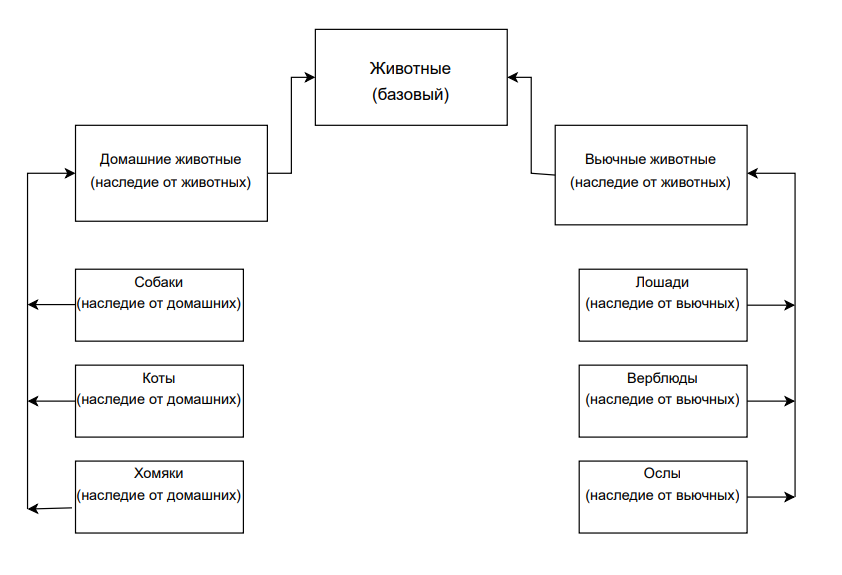 Животные
(базовый)
Домашние животные
(наследие от животных)
Вьючные животные
(наследие от животных)
Собаки
(наследие от домашних)
Лошади
(наследие от вьючных)
Коты
(наследие от домашних)
Верблюды
(наследие от вьючных)
Хомяки
(наследие от домашних)
Ослы
(наследие от вьючных)